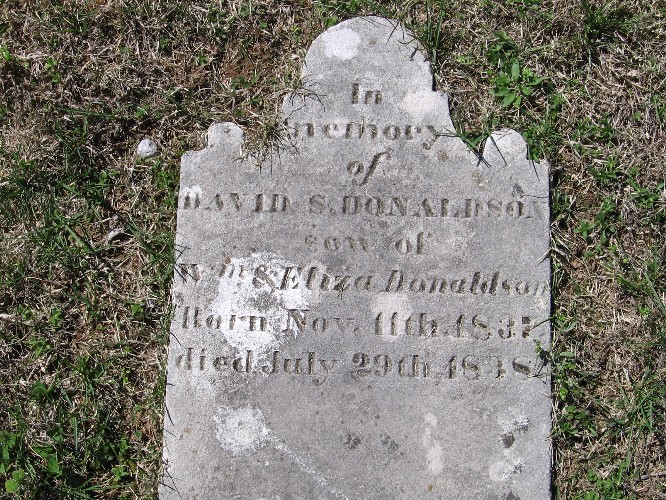 In
memory
of
DAVID S. DONALDSON
son of
Wm & Eliza Donaldson
Born Nov. 11th.
died July 29th.